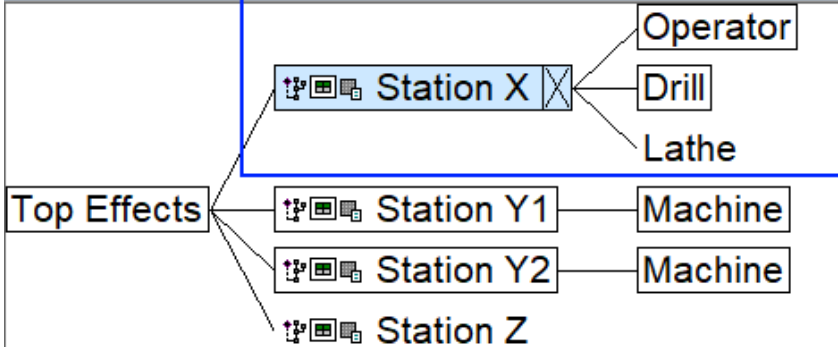 Operator
Station X
Drill
Lathe
Top Effects
Station Y1
Machine
Station Y2
Machine
Station Z